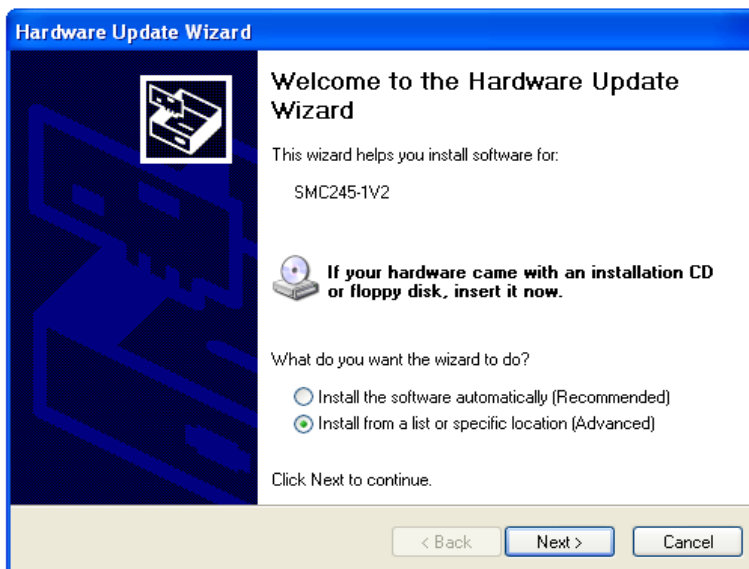 Hardware Update Wizard
Welcome to the Hardware Update
Wizard
This wizard helps you install software for:
SMC245-1V2
If your hardware came with an installation CD
or floppy disk, insert it now.
What do you want the wizard to do?
Install the software automatically (Recommended)
Install from a list or specific location (Advanced)
Click Next to continue.
< Back Next > Cancel